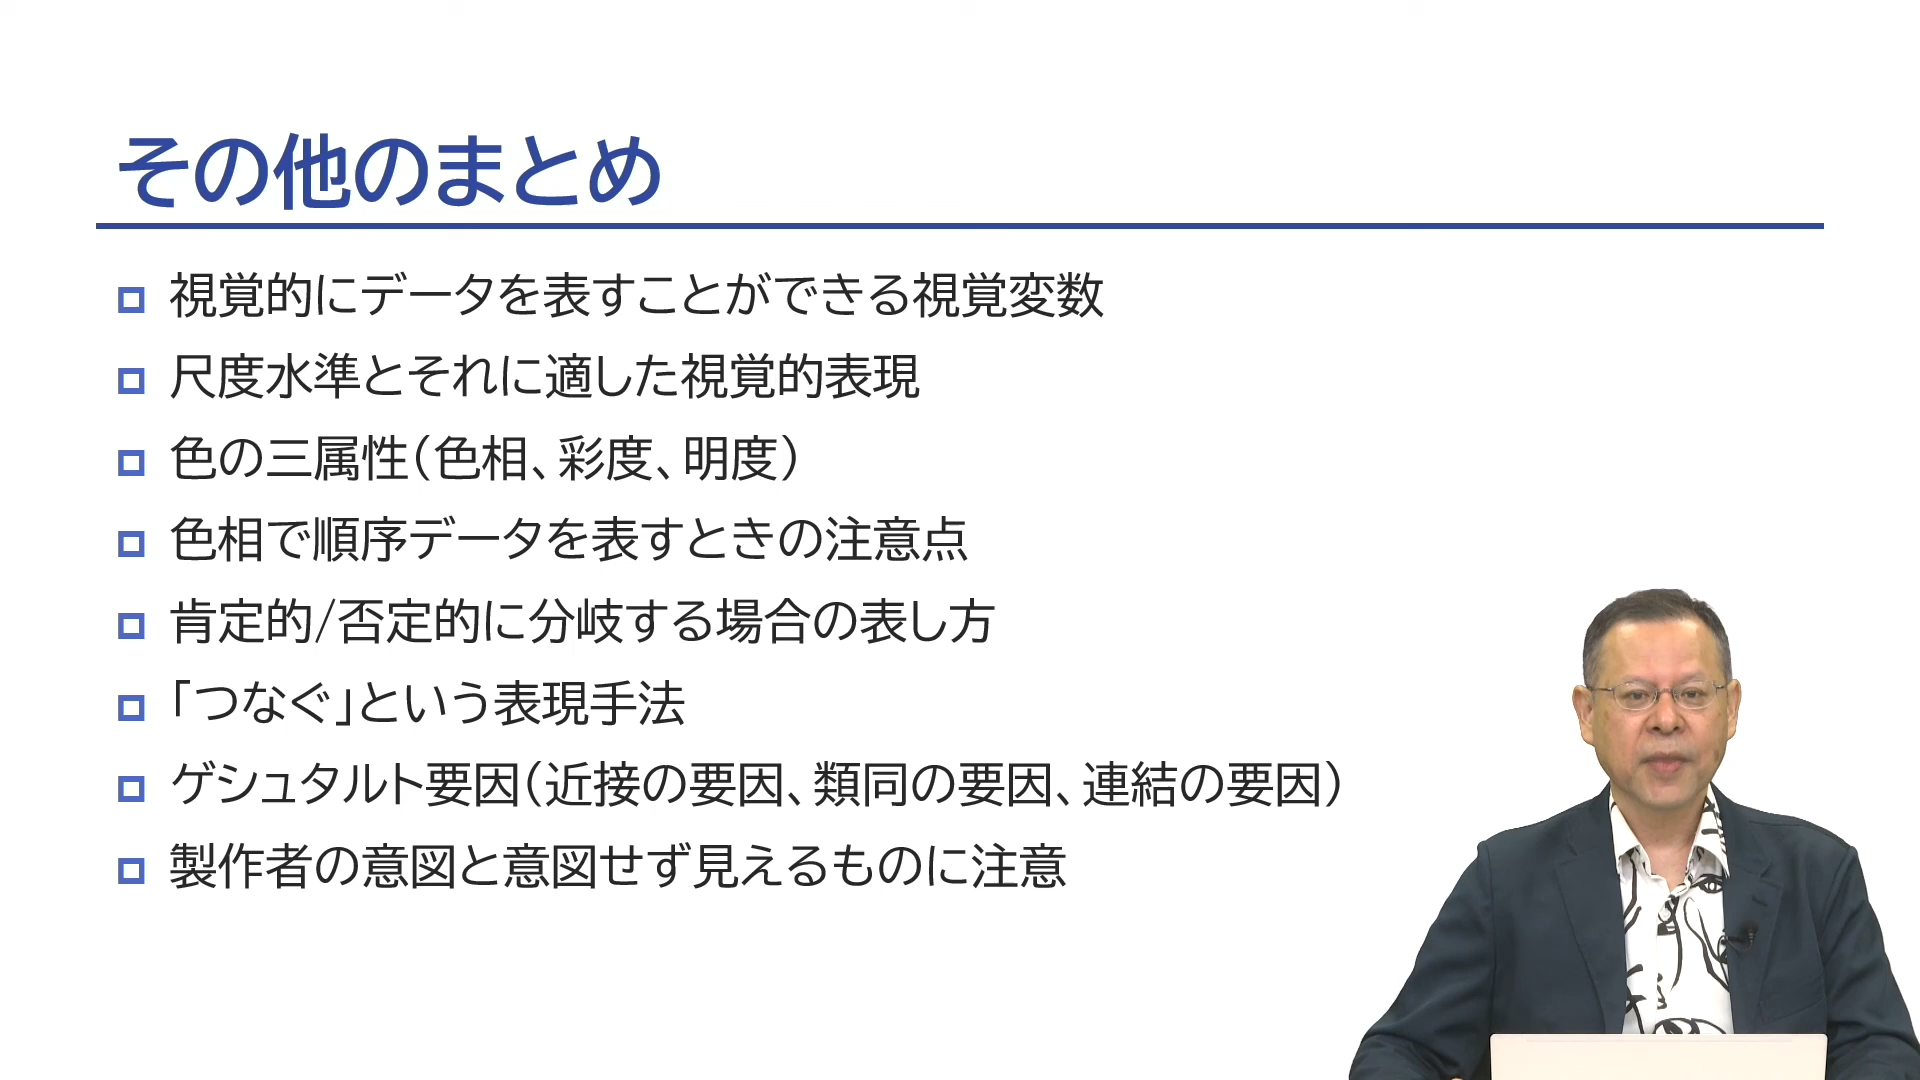 その他のまとめ
視覚的にデータを表すことができる視覚変数
尺度水準とそれに適した視覚的表現
色の三属性（色相、彩度、明度）
色相で順序データを表すときの注意点
肯定的/否定的に分岐する場合の表し方
「つなぐ」という表現手法
ゲシュタルト要因（近接の要因、類同の要因、連結の要因）
製作者の意図と意図せず見えるものに注意